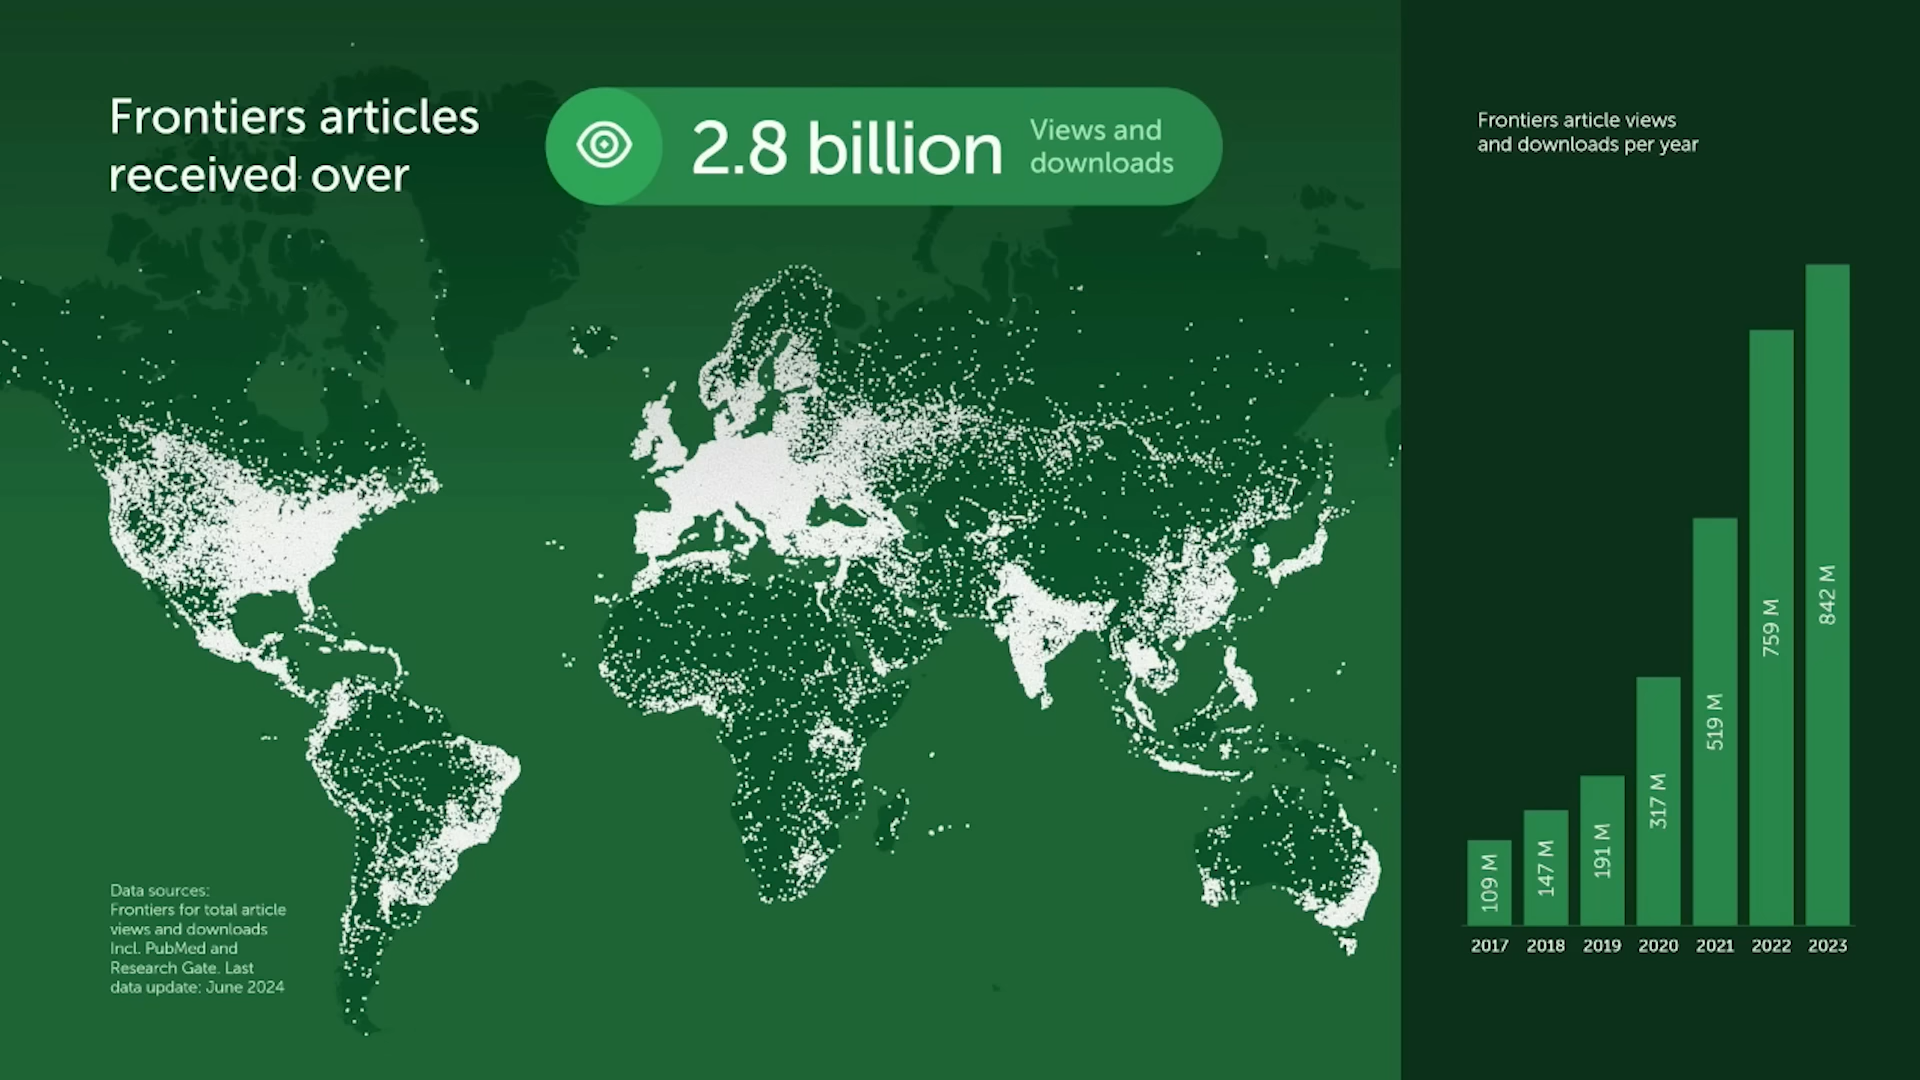 Frontiers articles
received over
2.8 billion
Views and
downloads
Frontiers article views
and downloads per year
109 M
147 M
191 M
317 M
519 M
759 M
842 M
2017
2018
2019
2020
2021
2022
2023
Data sources:
Frontiers for total article
views and downloads
Incl. PubMed and
Research Gate. Last
data update: June 2024